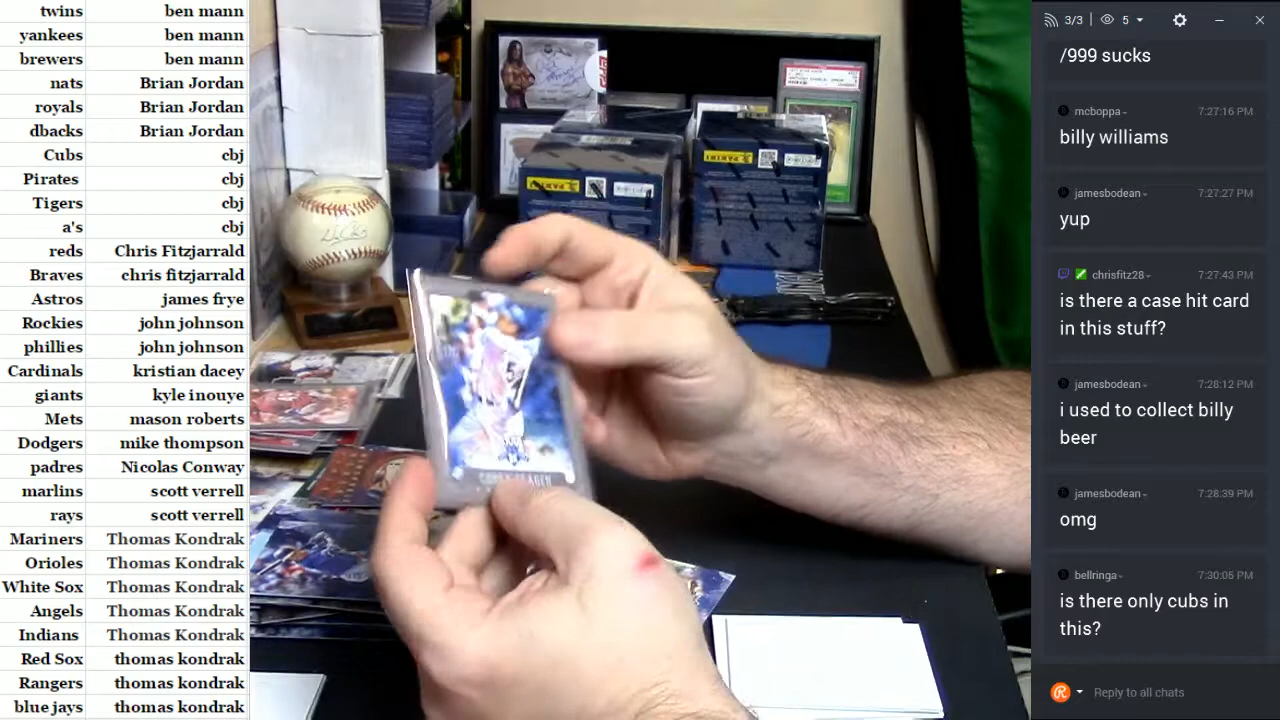 twins ben mann
yankees ben mann
brewers ben mann
nats Brian Jordan
royals Brian Jordan
dbacks Brian Jordan
Cubs cbj
Pirates cbj
Tigers cbj
a's cbj
reds Chris Fitzjarrald
Braves chris fitzjarrald
Astros james frye
Rockies john johnson
phillies john johnson
Cardinals kristian dacey
giants kyle inouye
Mets mason roberts
Dodgers mike thompson
padres Nicolas Conway
marlins scott verrell
rays scott verrell
Mariners Thomas Kondrak
Orioles Thomas Kondrak
White Sox Thomas Kondrak
Angels Thomas Kondrak
Indians Thomas Kondrak
Red Sox thomas kondrak
Rangers thomas kondrak
blue jays thomas kondrak
PANINI
PANINI
3/3 5
/999 sucks
mcboppa 7:27:16 PM
billy williams
jamesbodean 7:27:27 PM
yup
chrisfitz28 7:27:43 PM
is there a case hit card
in this stuff?
jamesbodean 7:28:12 PM
i used to collect billy
beer
jamesbodean 7:28:39 PM
omg
bellringa 7:30:05 PM
is there only cubs in
this?
Reply to all chats